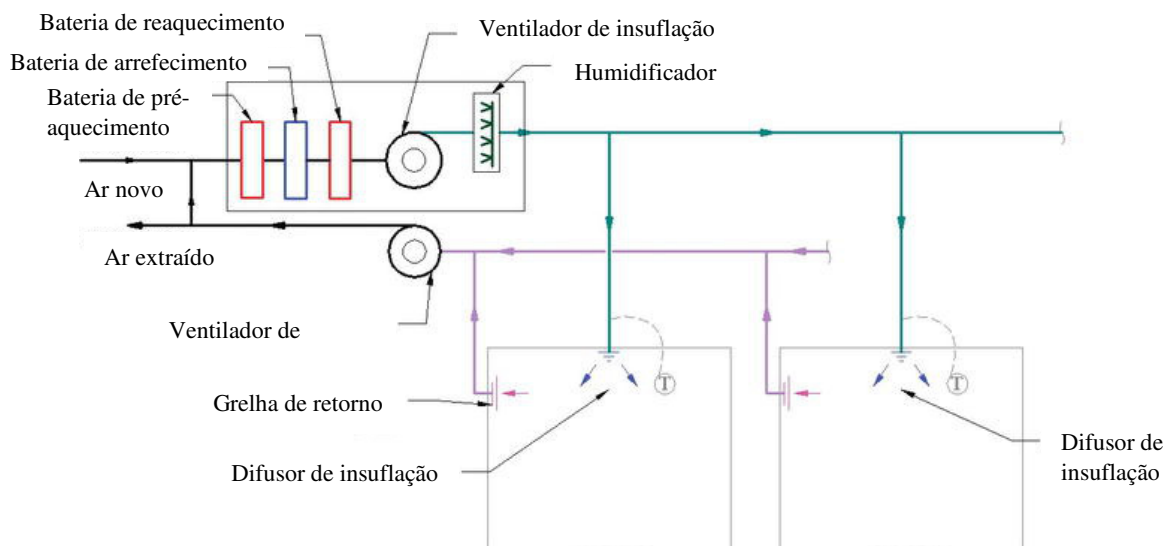 Bateria de reaquecimento
Ventilador de insuflação
Bateria de arrefecimento
Humidificador
Bateria de pré-
aquecimento
Ar novo
Ar extraído
Ventilador de
T
T
Grelha de retorno
Difusor de insuflação
Difusor de
insuflação